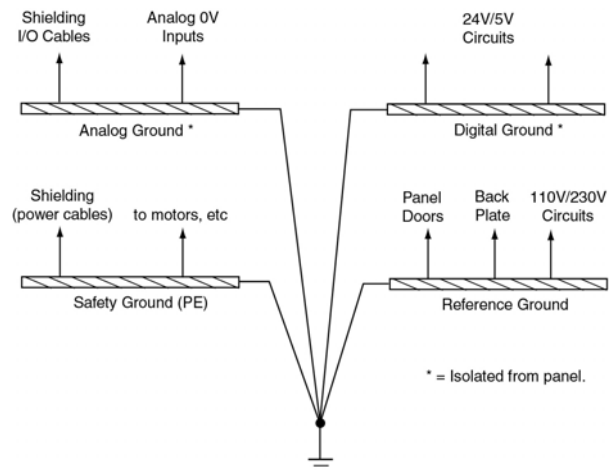 Shielding
I/O Cables
Analog 0V
Inputs
Analog Ground *
24V/5V
Circuits
Digital Ground *
Shielding
(power cables)
to motors, etc
Safety Ground (PE)
Panel
Doors
Back
Plate
110V/230V
Circuits
Reference Ground
* = Isolated from panel.